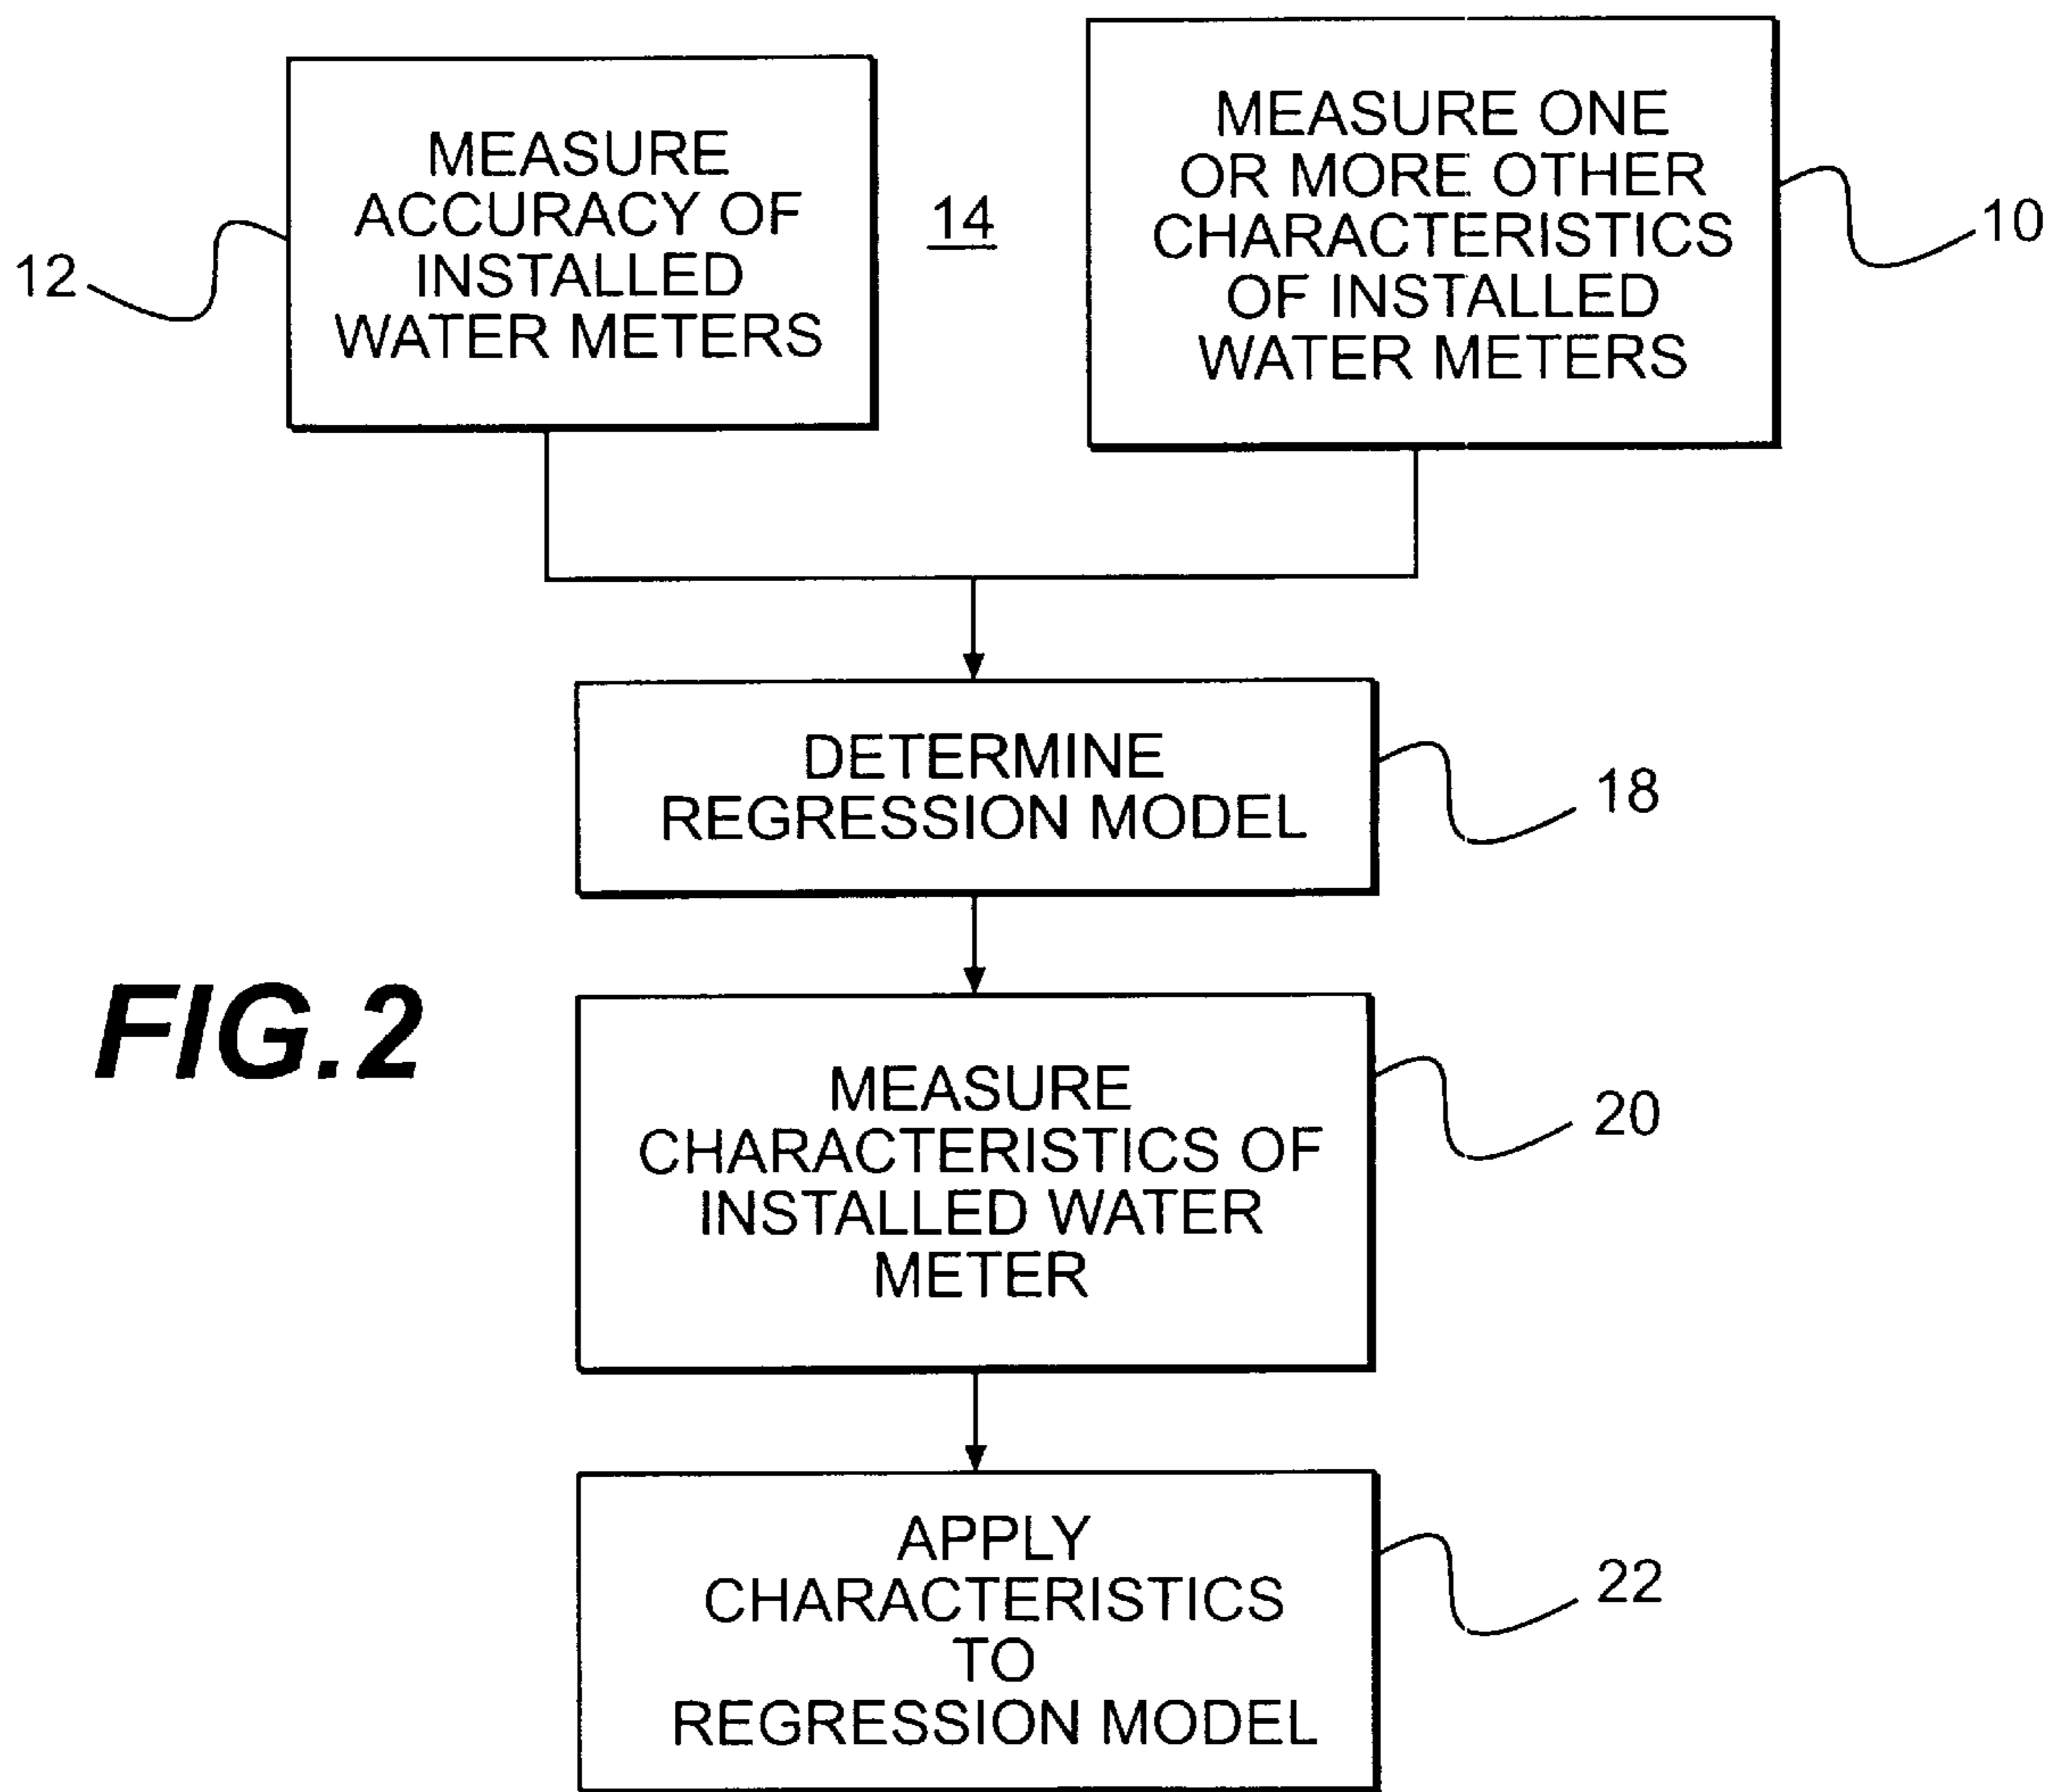 MEASURE
ACCURACY OF
INSTALLED
WATER METERS
12
14
MEASURE ONE
OR MORE OTHER
CHARACTERISTICS
OF INSTALLED
WATER METERS
10
DETERMINE
REGRESSION MODEL
18
FIG.2
MEASURE
CHARACTERISTICS OF
INSTALLED WATER
METER
20
APPLY
CHARACTERISTICS
TO
REGRESSION MODEL
22